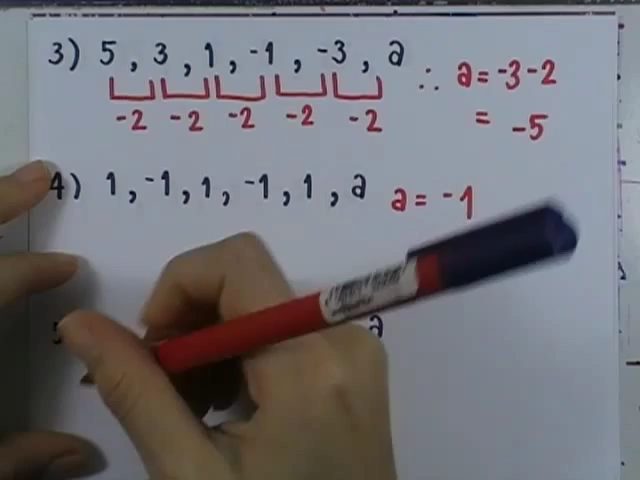 3) 5, 3, 1, -1, -3, a ∴ a = -3-2
-2 -2 -2 -2 -2 = -5
4) 1, -1, 1, -1, 1, a a = -1
a